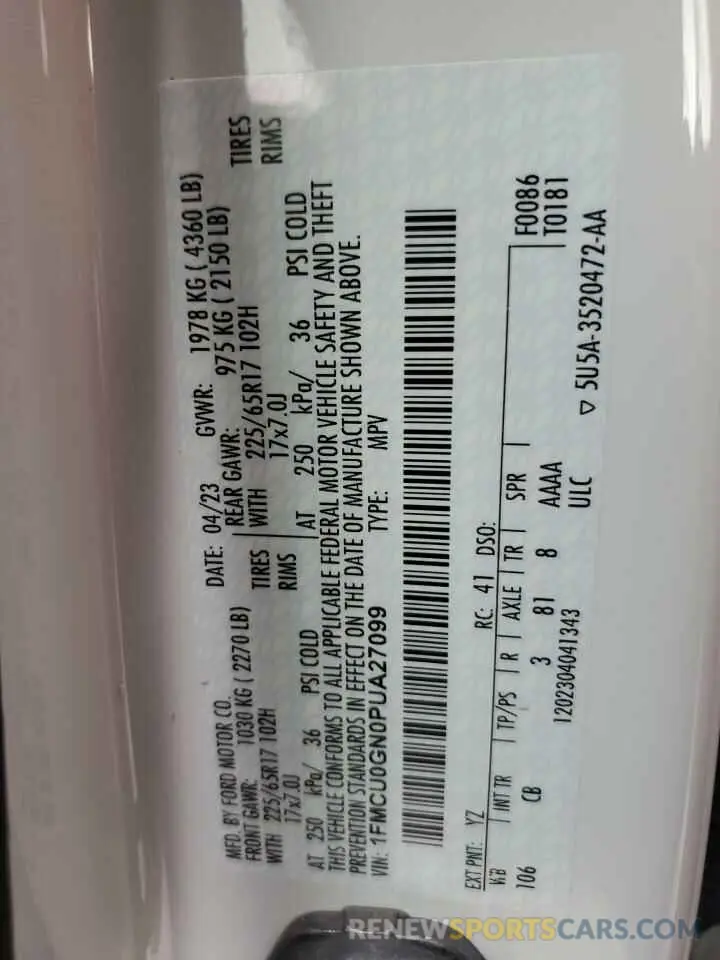 MFD. BY FORD MOTOR CO. DATE: 04/23 GVWR: 1978 KG ( 4360 LB)
FRONT GAWR: 1030 KG ( 2270 LB) REAR GAWR: 975 KG ( 2150 LB)
WITH 225/65R17 102H TIRES WITH 225/65R17 102H TIRES
17x7.0J RIMS 17x7.0J RIMS
AT 250 kPa/ 36 PSI COLD AT 250 kPa/ 36 PSI COLD
THIS VEHICLE CONFORMS TO ALL APPLICABLE FEDERAL MOTOR VEHICLE SAFETY AND THEFT
PREVENTION STANDARDS IN EFFECT ON THE DATE OF MANUFACTURE SHOWN ABOVE.
VIN: 1FMCU0GN0PUA27099 TYPE: MPV
EXT PNT: YZ RC: 41 DSO:
WB INT TR TP/PS R AXLE TR SPR F0086
106 CB 3 81 8 AAAA T0181
ULC
1202304041343 ▽ 5U5A-3520472-AA
RENEWSPORTSCARS.COM